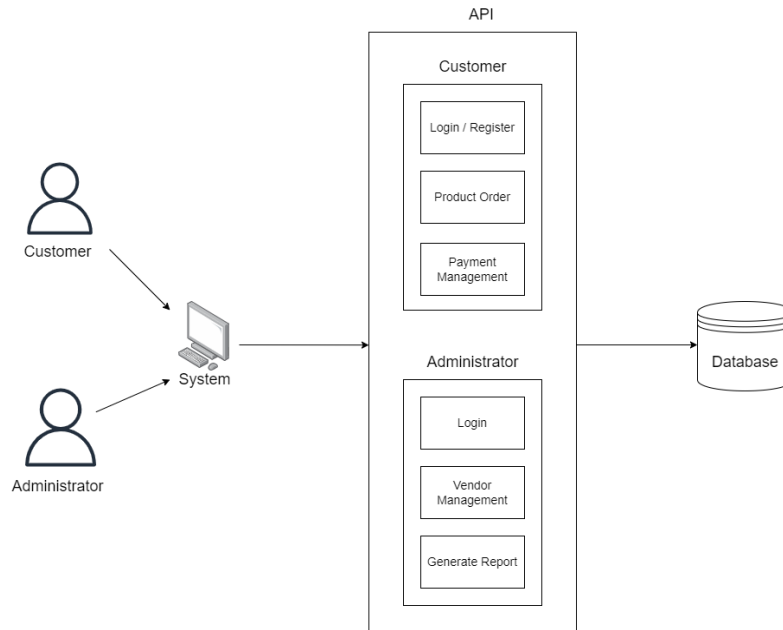 API
Customer
Login / Register
Product Order
Payment
Management
Customer
System
Administrator
Administrator
Login
Vendor
Management
Generate Report
Database